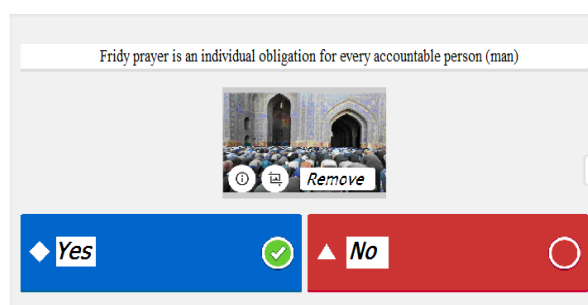 Fridy prayer is an individual obligation for every accountable person (man)
Remove
Yes
No